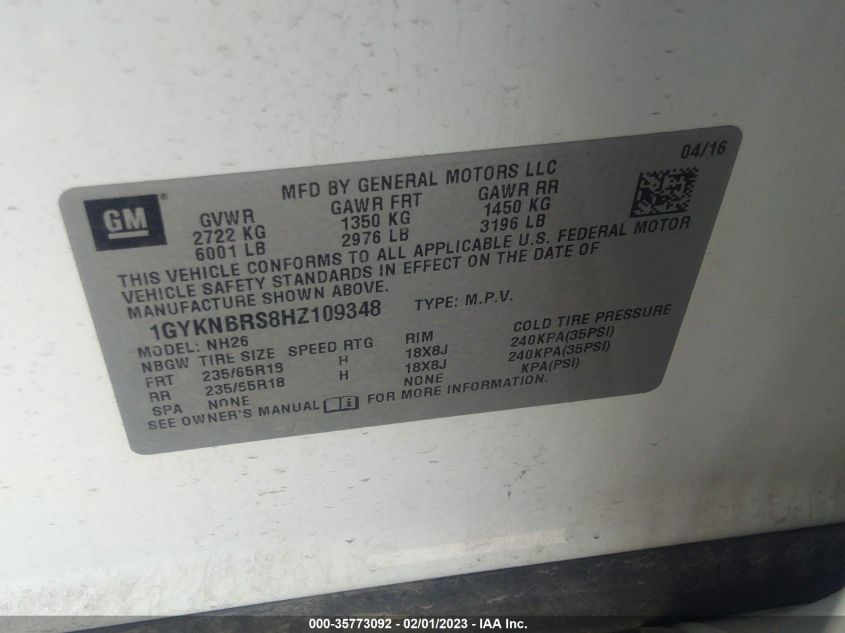 04/16
MFD BY GENERAL MOTORS LLC
GM
GVWR GAWR FRT GAWR RR
2722 KG 1350 KG 1450 KG
6001 LB 2976 LB 3196 LB
THIS VEHICLE CONFORMS TO ALL APPLICABLE U.S. FEDERAL MOTOR
VEHICLE SAFETY STANDARDS IN EFFECT ON THE DATE OF
MANUFACTURE SHOWN ABOVE.
1GYKNBRS8HZ109348 TYPE: M.P.V.
MODEL: NH26
NBGW TIRE SIZE SPEED RTG RIM COLD TIRE PRESSURE
FRT 235/65R18 H 18X8J 240KPA(35PSI)
RR 235/65R18 H 18X8J 240KPA(35PSI)
SPA NONE NONE KPA(PSI)
SEE OWNER'S MANUAL FOR MORE INFORMATION.
000-35773092 - 02/01/2023 - IAA Inc.